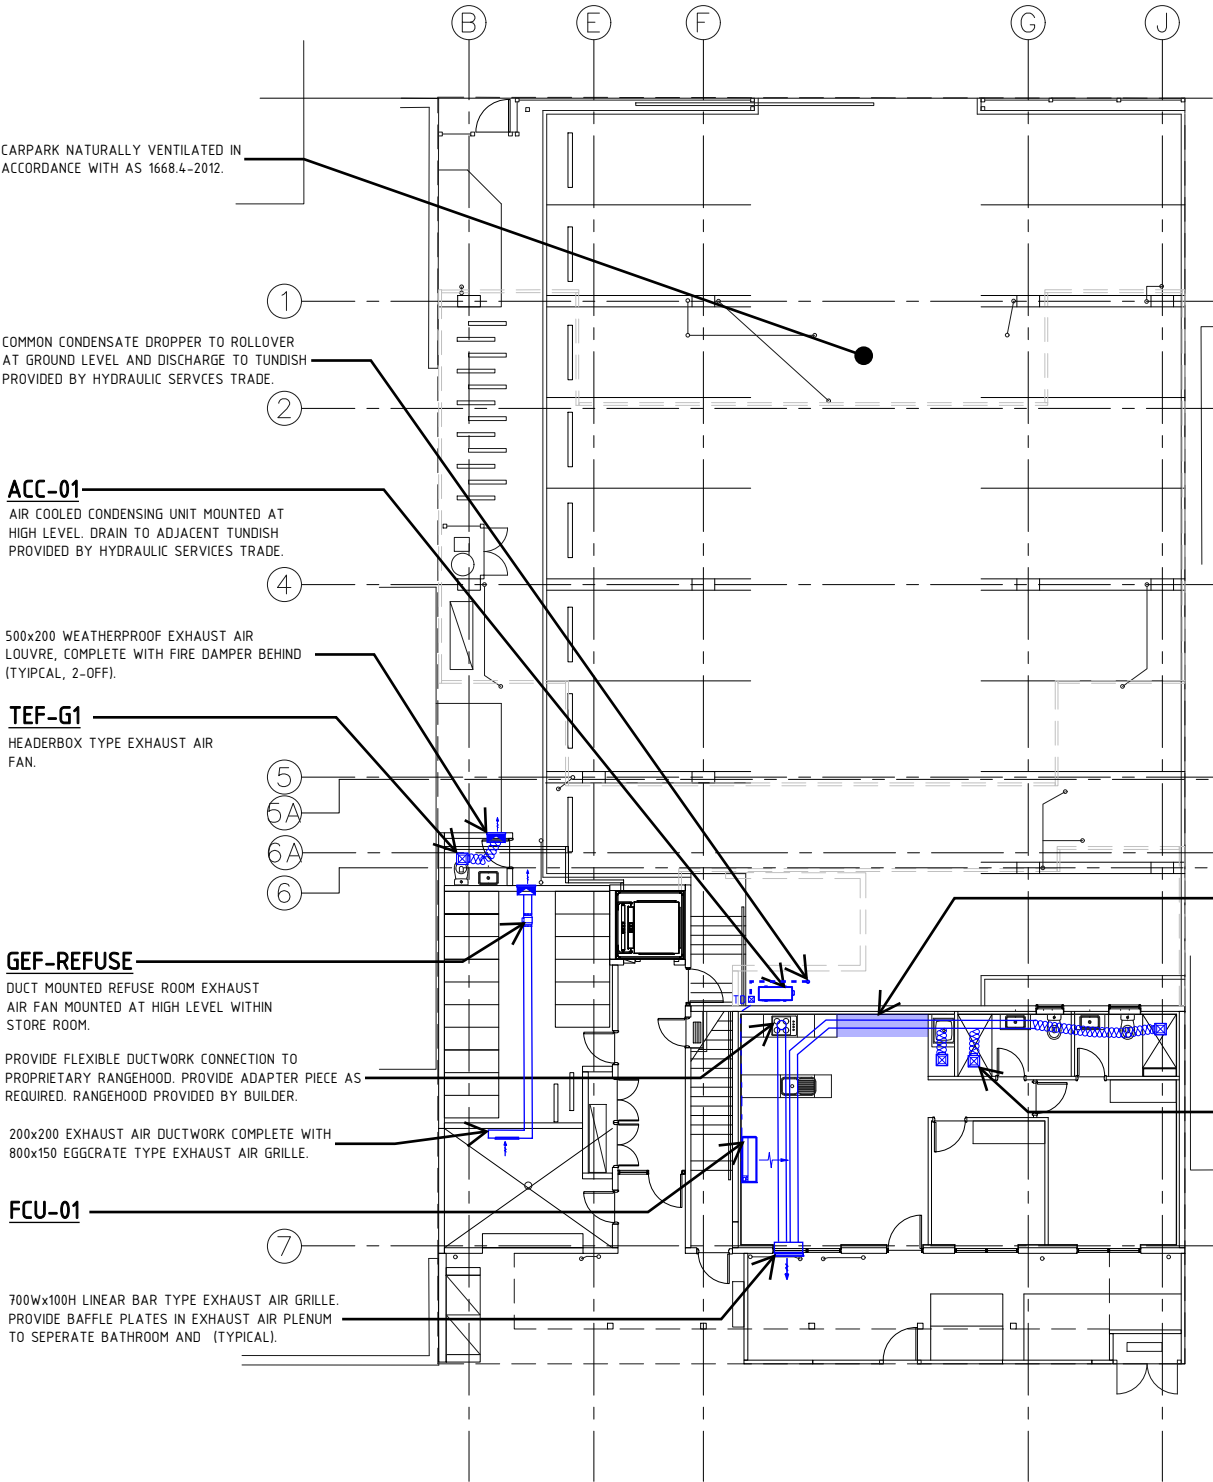 B E F G J
CARPARK NATURALLY VENTILATED IN
ACCORDANCE WITH AS 1668.4-2012.
1
COMMON CONDENSATE DROPPER TO ROLLOVER
AT GROUND LEVEL AND DISCHARGE TO TUNDISH
PROVIDED BY HYDRAULIC SERVCES TRADE.
2
ACC-01
AIR COOLED CONDENSING UNIT MOUNTED AT
HIGH LEVEL. DRAIN TO ADJACENT TUNDISH
PROVIDED BY HYDRAULIC SERVICES TRADE.
4
500x200 WEATHERPROOF EXHAUST AIR
LOUVRE, COMPLETE WITH FIRE DAMPER BEHIND
(TYIPCAL, 2-OFF).
TEF-G1
HEADERBOX TYPE EXHAUST AIR
FAN.
5
5A
6A
6
GEF-REFUSE
DUCT MOUNTED REFUSE ROOM EXHAUST
AIR FAN MOUNTED AT HIGH LEVEL WITHIN
STORE ROOM.
TD
PROVIDE FLEXIBLE DUCTWORK CONNECTION TO
PROPRIETARY RANGEHOOD. PROVIDE ADAPTER PIECE AS
REQUIRED. RANGEHOOD PROVIDED BY BUILDER.
200x200 EXHAUST AIR DUCTWORK COMPLETE WITH
800x150 EGGCRATE TYPE EXHAUST AIR GRILLE.
FCU-01
7
700Wx100H LINEAR BAR TYPE EXHAUST AIR GRILLE.
PROVIDE BAFFLE PLATES IN EXHAUST AIR PLENUM
TO SEPERATE BATHROOM AND (TYPICAL).